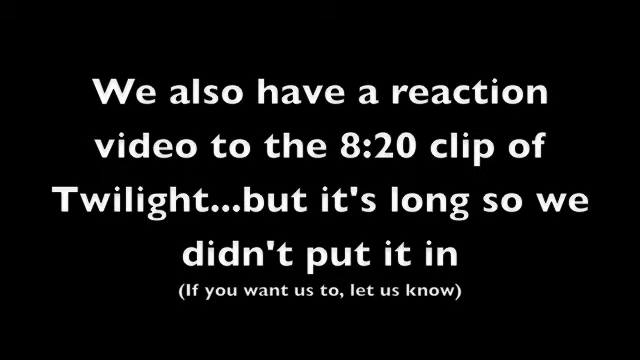 We also have a reaction
video to the 8:20 clip of
Twilight...but it's long so we
didn't put it in
(If you want us to, let us know)